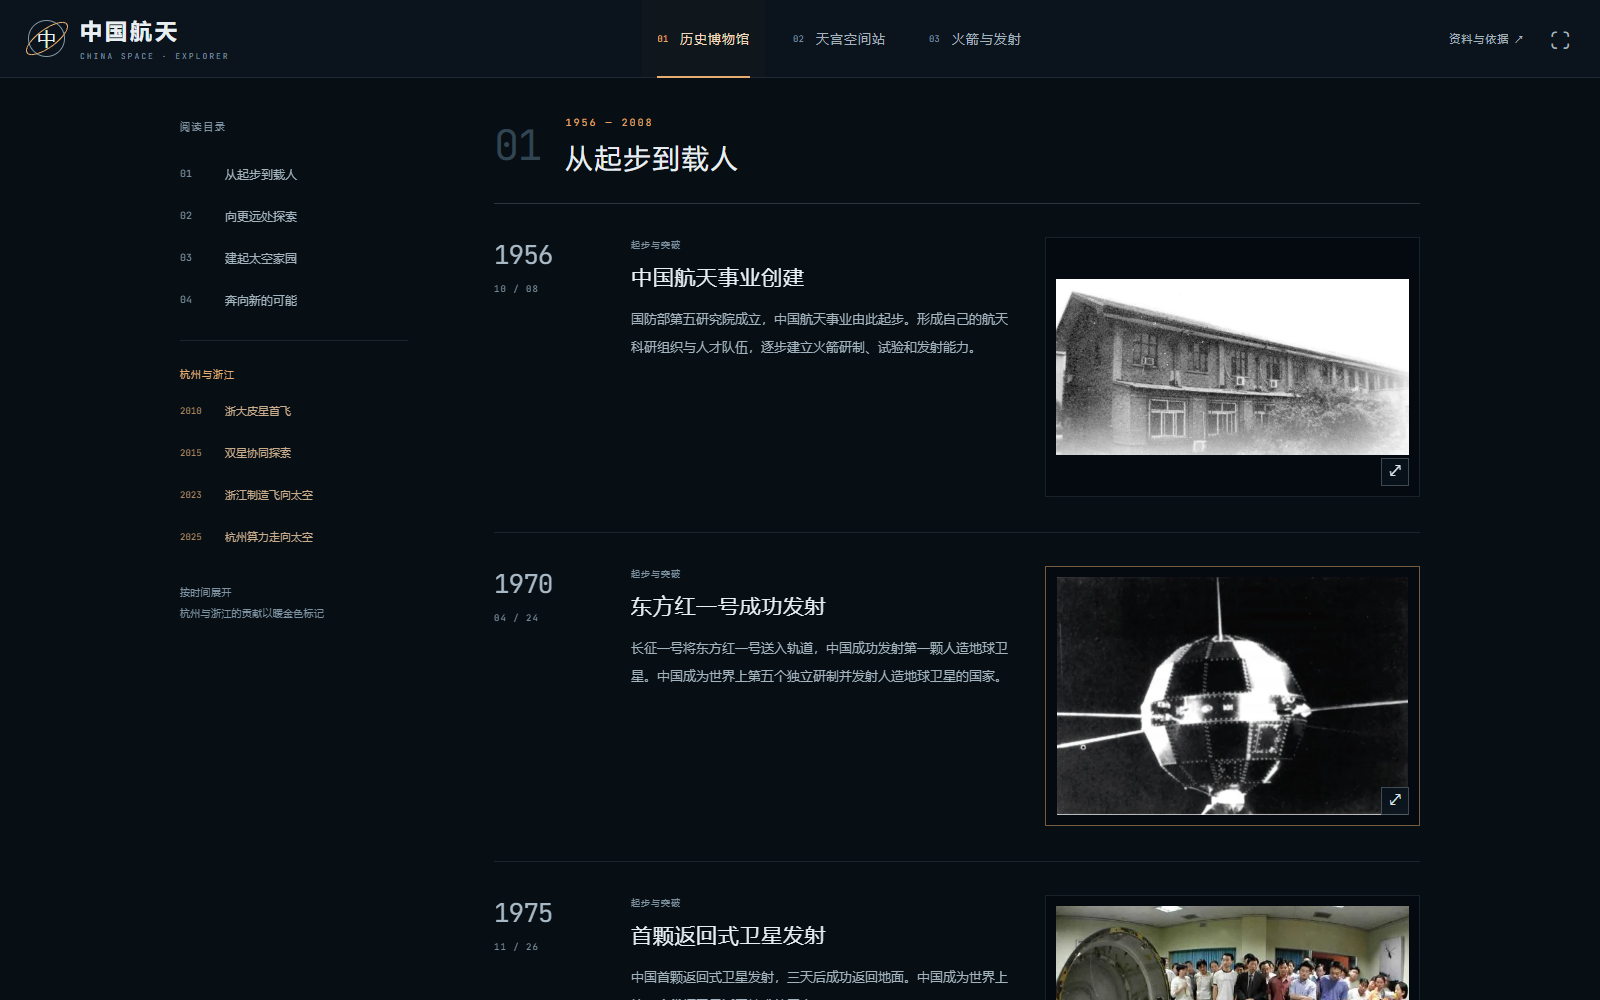 中国航天
CHINA SPACE · EXPLORER
01 历史博物馆
02 天宫空间站
03 火箭与发射
资料与依据 ↗
阅读目录
01 从起步到载人
02 向更远处探索
03 建起太空家园
04 奔向新的可能
杭州与浙江
2010 浙大皮星首飞
2015 双星协同探索
2023 浙江制造飞向太空
2025 杭州算力走向太空
按时间展开
杭州与浙江的贡献以暖金色标记
01
1956 — 2008
从起步到载人
1956
10 / 08
起步与突破
中国航天事业创建
国防部第五研究院成立，中国航天事业由此起步。形成自己的航天
科研组织与人才队伍，逐步建立火箭研制、试验和发射能力。
1970
04 / 24
起步与突破
东方红一号成功发射
长征一号将东方红一号送入轨道，中国成功发射第一颗人造地球卫
星。中国成为世界上第五个独立研制并发射人造地球卫星的国家。
1975
11 / 26
起步与突破
首颗返回式卫星发射
中国首颗返回式卫星发射，三天后成功返回地面。中国成为世界上